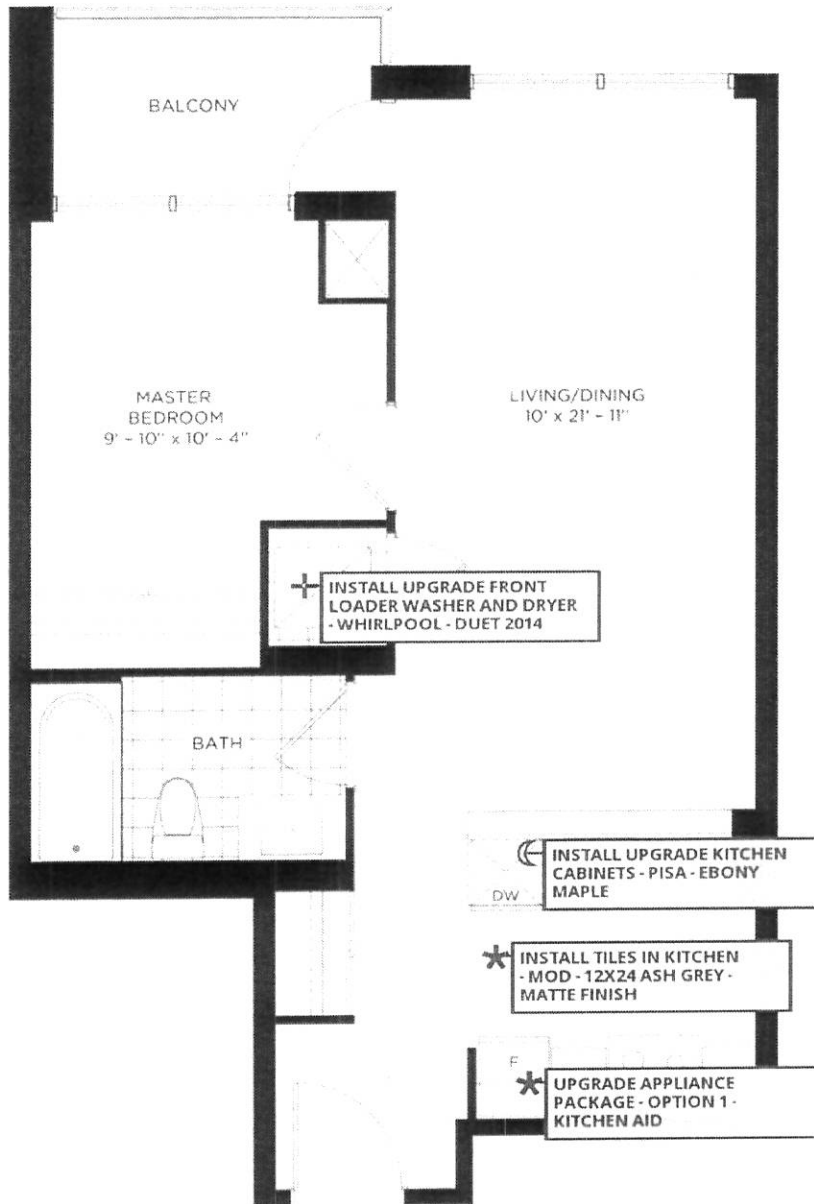 BALCONY
MASTER
BEDROOM
9' - 10" x 10' - 4"
LIVING/DINING
10' x 21' - 11"
INSTALL UPGRADE FRONT
LOADER WASHER AND DRYER
- WHIRLPOOL - DUET 2014
BATH
INSTALL UPGRADE KITCHEN
CABINETS - PISA - EBONY
MAPLE
DW
INSTALL TILES IN KITCHEN
- MOD - 12X24 ASH GREY -
MATTE FINISH
F
UPGRADE APPLIANCE
PACKAGE - OPTION 1 -
KITCHEN AID